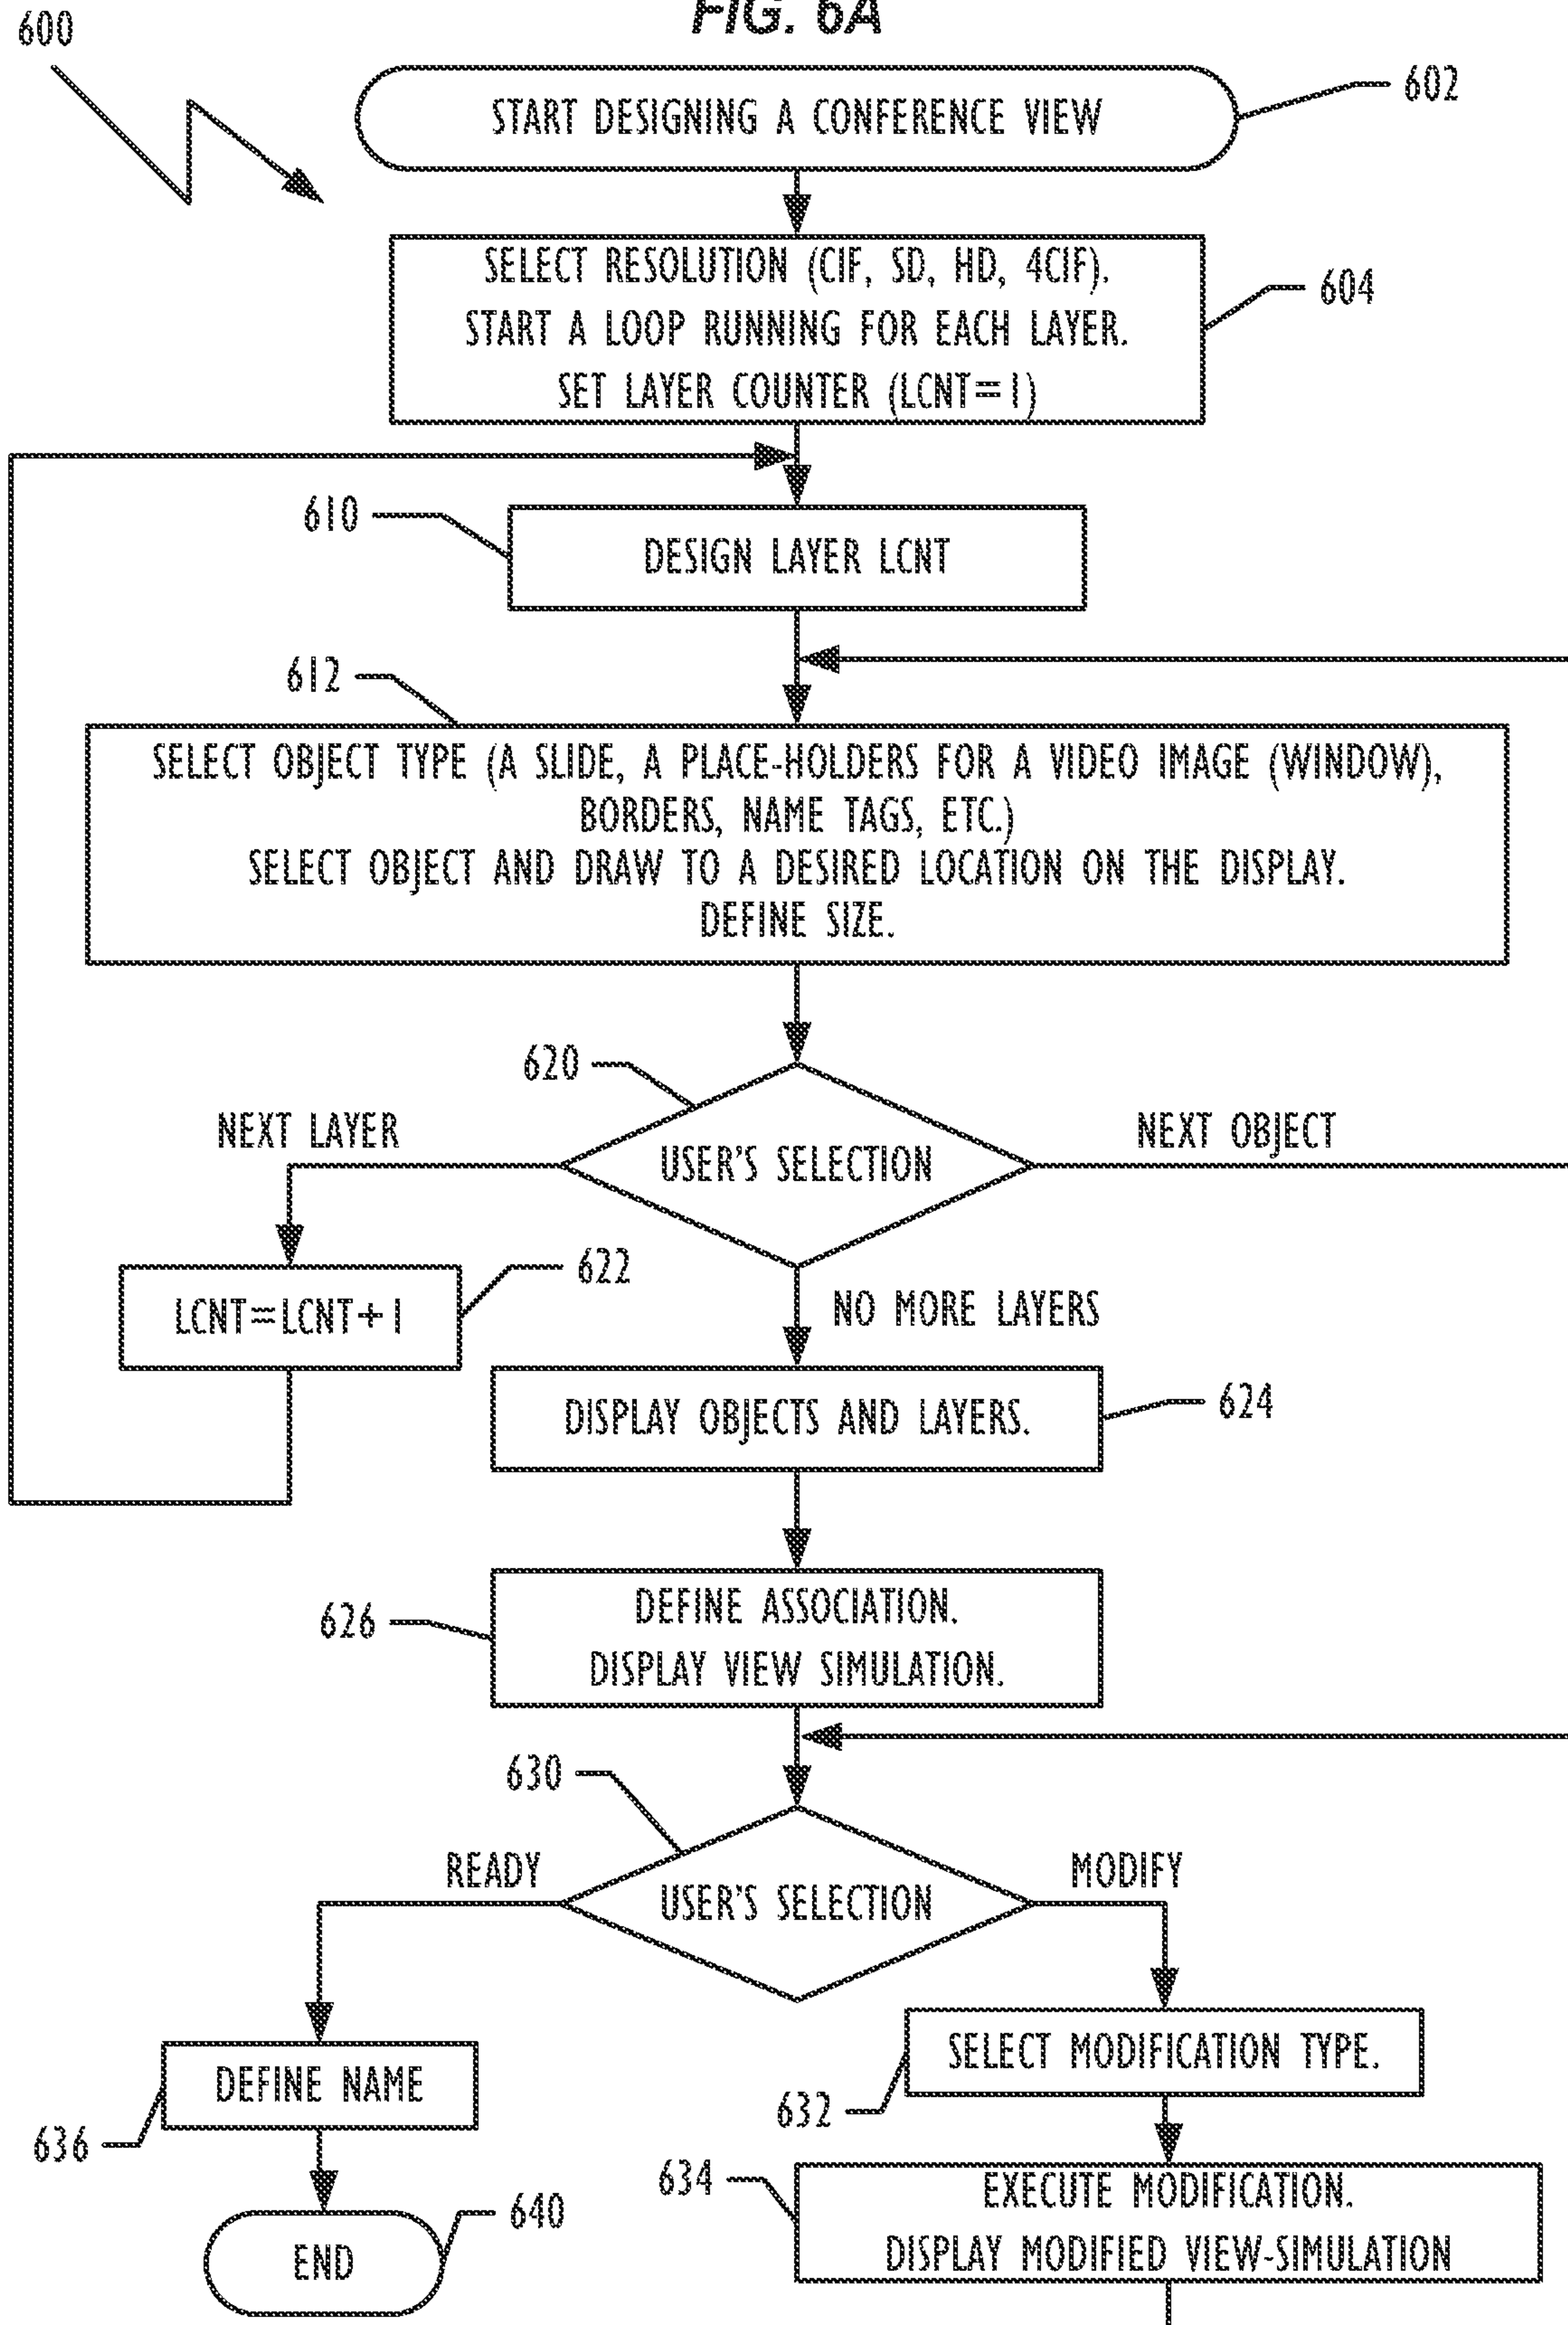 FIG. 6A
600
START DESIGNING A CONFERENCE VIEW
602
SELECT RESOLUTION (CIF, SD, HD, 4CIF).
START A LOOP RUNNING FOR EACH LAYER.
SET LAYER COUNTER (LCNT=1)
604
610
DESIGN LAYER LCNT
612
SELECT OBJECT TYPE (A SLIDE, A PLACE-HOLDERS FOR A VIDEO IMAGE (WINDOW),
BORDERS, NAME TAGS, ETC.)
SELECT OBJECT AND DRAW TO A DESIRED LOCATION ON THE DISPLAY.
DEFINE SIZE.
620
NEXT LAYER
USER'S SELECTION
NEXT OBJECT
LCNT=LCNT+1
622
NO MORE LAYERS
DISPLAY OBJECTS AND LAYERS.
624
626
DEFINE ASSOCIATION.
DISPLAY VIEW SIMULATION.
630
READY
USER'S SELECTION
MODIFY
DEFINE NAME
636
SELECT MODIFICATION TYPE.
632
634
EXECUTE MODIFICATION.
DISPLAY MODIFIED VIEW-SIMULATION
END
640